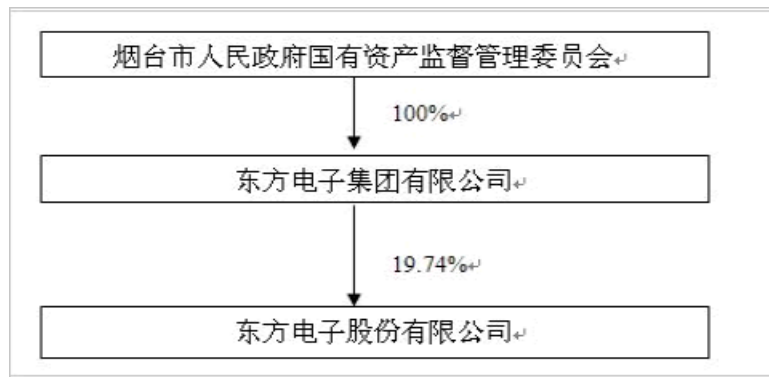 烟台市人民政府国有资产监督管理委员会
100%
东方电子集团有限公司
19.74%
东方电子股份有限公司